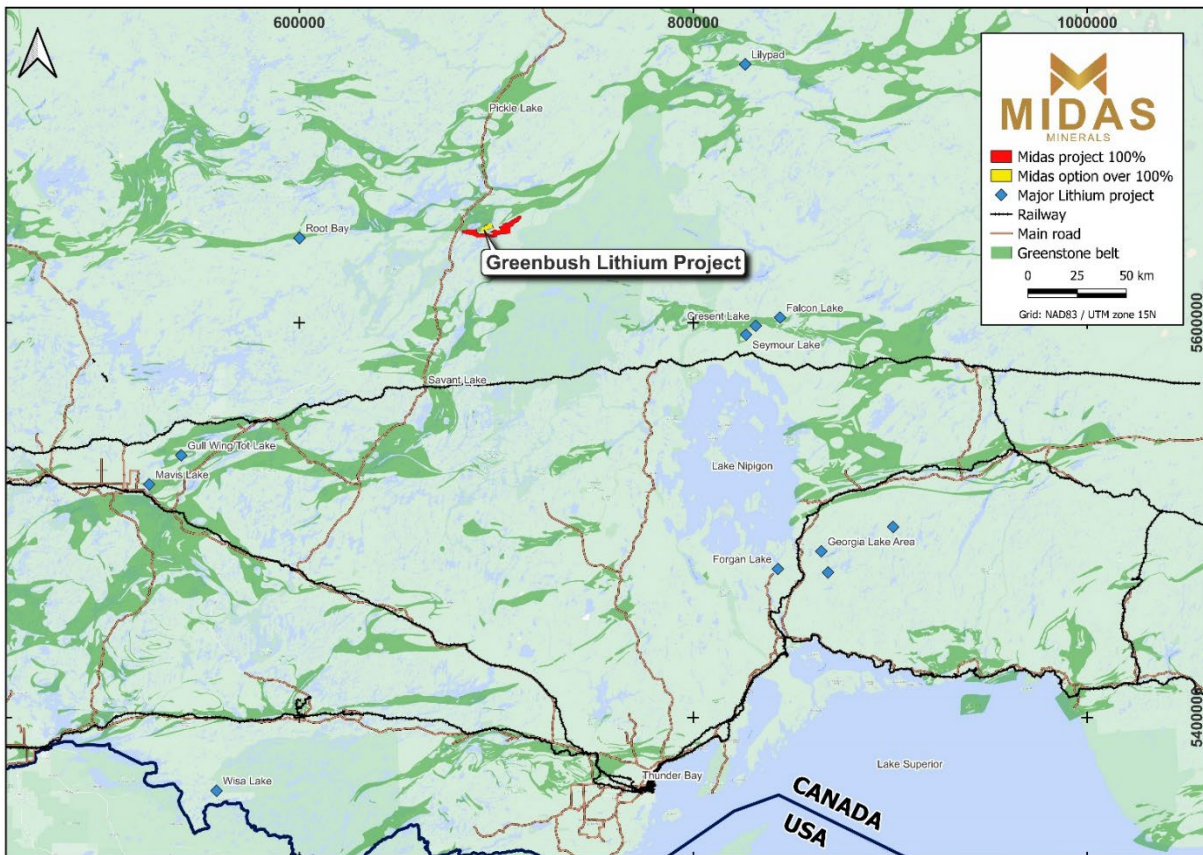 600000
800000
1000000
Lilypad
Pickle Lake
MIDAS
MINERALS
Midas project 100%
Midas option over 100%
Major Lithium project
Railway
Main road
Greenstone belt
0 25 50 km
Grid: NAD83 / UTM zone 15N
Root Bay
Greenbush Lithium Project
Falcon Lake
Cresent Lake
Seymour Lake
5600000
Savant Lake
Gull Wing/Tot Lake
Mavis Lake
Lake Nipigon
Georgia Lake Area
Forgan Lake
5400000
Wisa Lake
Thunder Bay
Lake Superior
CANADA
USA